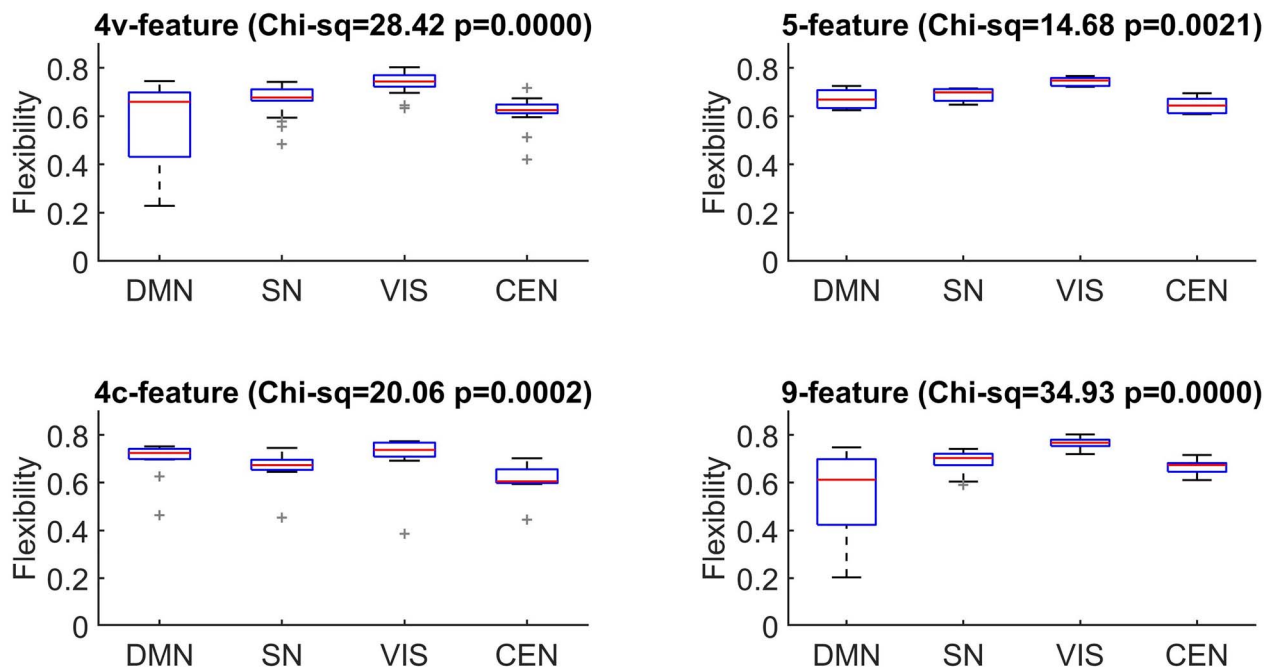 4v-feature (Chi-sq=28.42 p=0.0000)
0.8
0.6
0.4
0.2
0
Flexibility
DMN SN VIS CEN
5-feature (Chi-sq=14.68 p=0.0021)
0.8
0.6
0.4
0.2
0
Flexibility
DMN SN VIS CEN
4c-feature (Chi-sq=20.06 p=0.0002)
0.8
0.6
0.4
0.2
0
Flexibility
DMN SN VIS CEN
9-feature (Chi-sq=34.93 p=0.0000)
0.8
0.6
0.4
0.2
0
Flexibility
DMN SN VIS CEN